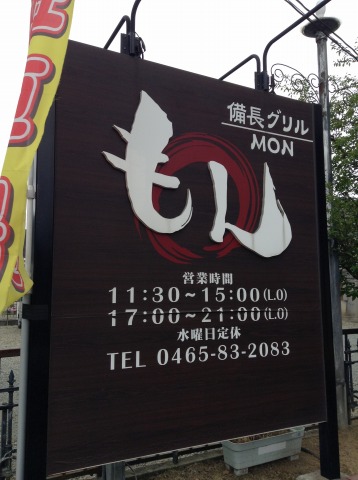 備長グリル
MON
もん
営業時間
11:30~15:00(L.O)
17:00~21:00(L.O)
水曜日定休
TEL 0465-83-2083